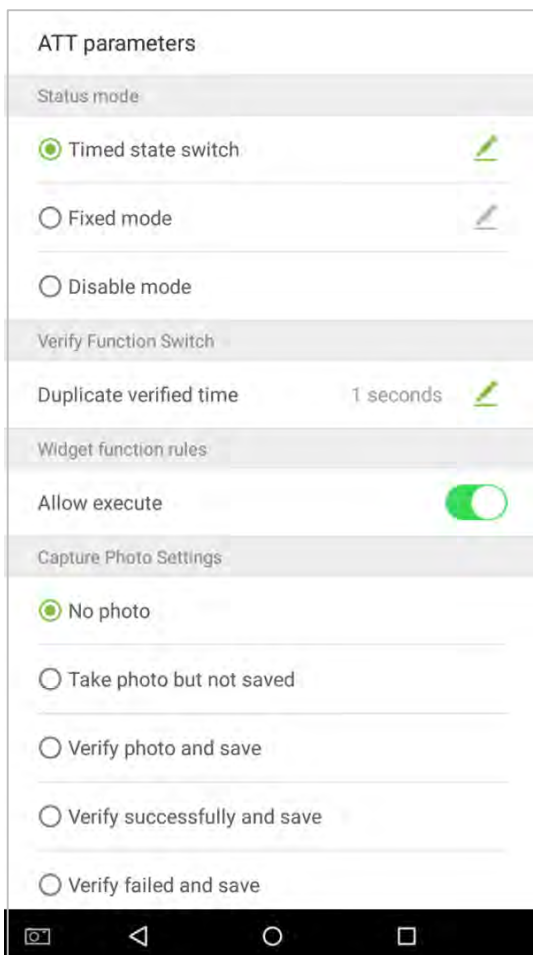 ATT parameters
Status mode
Timed state switch
Fixed mode
Disable mode
Verify Function Switch
Duplicate verified time 1 seconds
Widget function rules
Allow execute
Capture Photo Settings
No photo
Take photo but not saved
Verify photo and save
Verify successfully and save
Verify failed and save